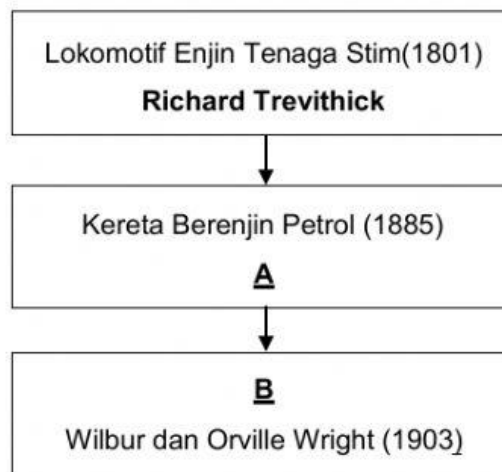 Lokomotif Enjin Tenaga Stim(1801)
Richard Trevithick
Kereta Berenjin Petrol (1885)
A
B
Wilbur dan Orville Wright (1903)